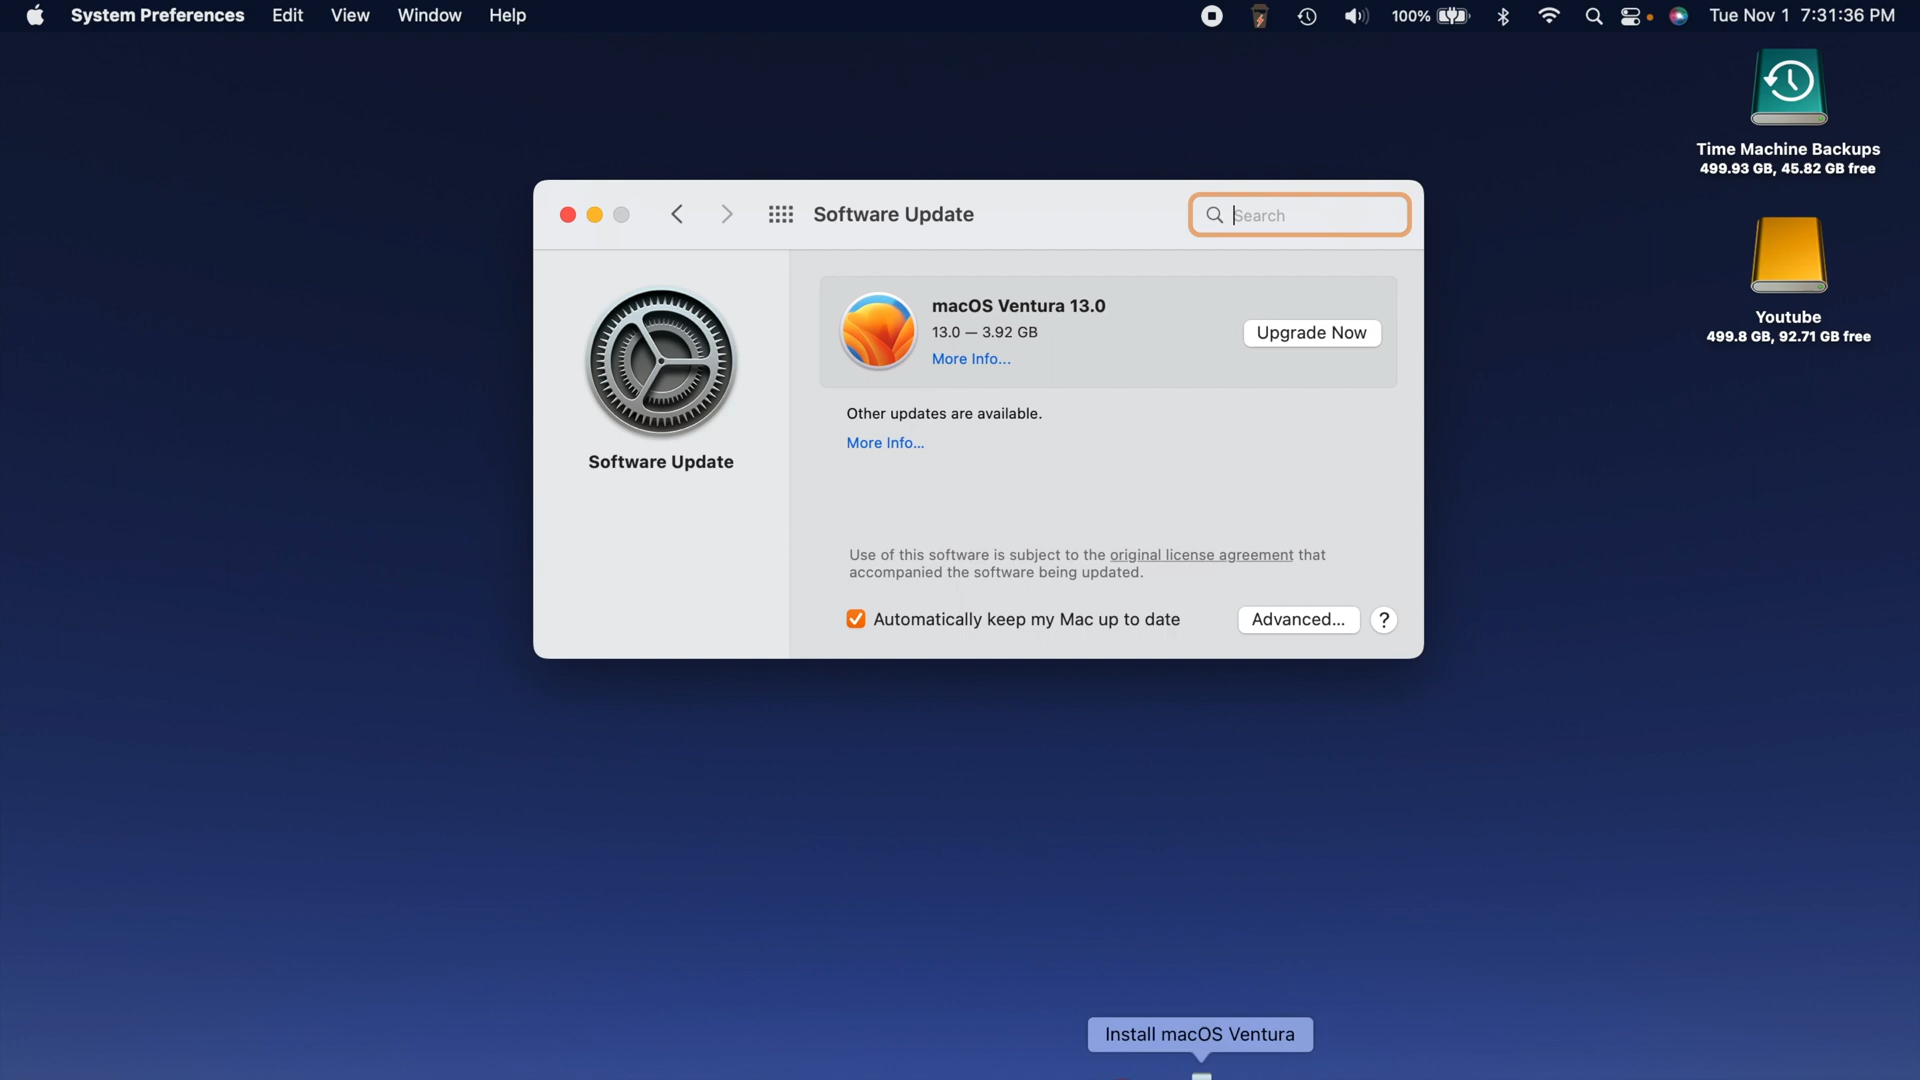 System Preferences Edit View Window Help 100% Tue Nov 1 7:31:36 PM
Time Machine Backups
499.93 GB, 45.82 GB free
Youtube
499.8 GB, 92.71 GB free
Software Update
Search
Software Update
macOS Ventura 13.0
13.0 — 3.92 GB
More Info...
Upgrade Now
Other updates are available.
More Info...
Use of this software is subject to the original license agreement that
accompanied the software being updated.
Automatically keep my Mac up to date Advanced... ?
Install macOS Ventura